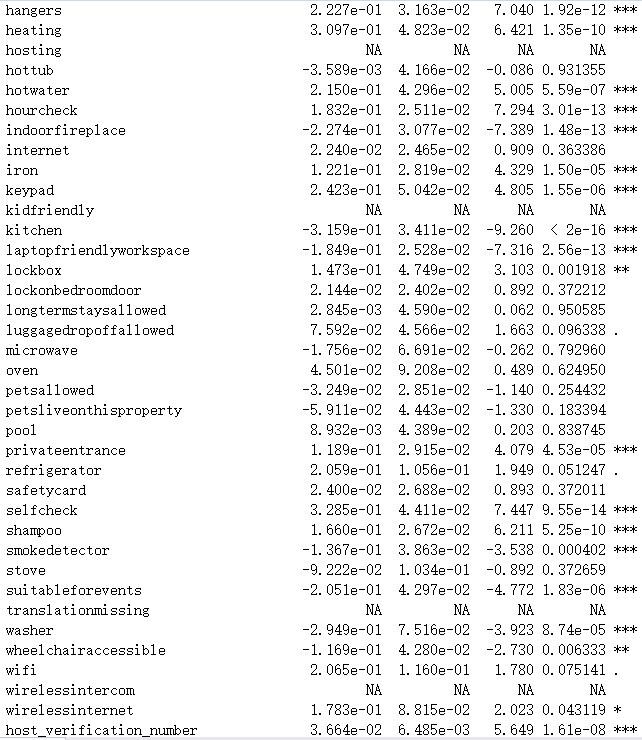 hangers 2.227e-01 3.163e-02 7.040 1.92e-12 ***
heating 3.097e-01 4.823e-02 6.421 1.35e-10 ***
hosting NA NA NA NA
hottub -3.589e-03 4.166e-02 -0.086 0.931355
hotwater 2.150e-01 4.296e-02 5.005 5.59e-07 ***
hourcheck 1.832e-01 2.511e-02 7.294 3.01e-13 ***
indoorfireplace -2.274e-01 3.077e-02 -7.389 1.48e-13 ***
internet 2.240e-02 2.465e-02 0.909 0.363386
iron 1.221e-01 2.819e-02 4.329 1.50e-05 ***
keypad 2.423e-01 5.042e-02 4.805 1.55e-06 ***
kidfriendly NA NA NA NA
kitchen -3.159e-01 3.411e-02 -9.260 < 2e-16 ***
laptopfriendlyworkspace -1.849e-01 2.528e-02 -7.316 2.56e-13 ***
lockbox 1.473e-01 4.749e-02 3.103 0.001918 **
lockonbedroomdoor 2.144e-02 2.402e-02 0.892 0.372212
longtermstaysallowed 2.845e-03 4.590e-02 0.062 0.950585
luggagedropoffallowed 7.592e-02 4.566e-02 1.663 0.096338 .
microwave -1.756e-02 6.691e-02 -0.262 0.792960
oven 4.501e-02 9.208e-02 0.489 0.624950
petsallowed -3.249e-02 2.851e-02 -1.140 0.254432
petsliveonthisproperty -5.911e-02 4.443e-02 -1.330 0.183394
pool 8.932e-03 4.389e-02 0.203 0.838745
privateentrance 1.189e-01 2.915e-02 4.079 4.53e-05 ***
refrigerator 2.059e-01 1.056e-01 1.949 0.051247 .
safetycard 2.400e-02 2.688e-02 0.893 0.372011
selfcheck 3.285e-01 4.411e-02 7.447 9.55e-14 ***
shampoo 1.660e-01 2.672e-02 6.211 5.25e-10 ***
smokedetector -1.367e-01 3.863e-02 -3.538 0.000402 ***
stove -9.222e-02 1.034e-01 -0.892 0.372659
suitableforevents -2.051e-01 4.297e-02 -4.772 1.83e-06 ***
translationmissing NA NA NA NA
washer -2.949e-01 7.516e-02 -3.923 8.74e-05 ***
wheelchairaccessible -1.169e-01 4.280e-02 -2.730 0.006333 **
wifi 2.065e-01 1.160e-01 1.780 0.075141 .
wirelessintercom NA NA NA NA
wirelessinternet 1.783e-01 8.815e-02 2.023 0.043119 *
host_verification_number 3.664e-02 6.485e-03 5.649 1.61e-08 ***